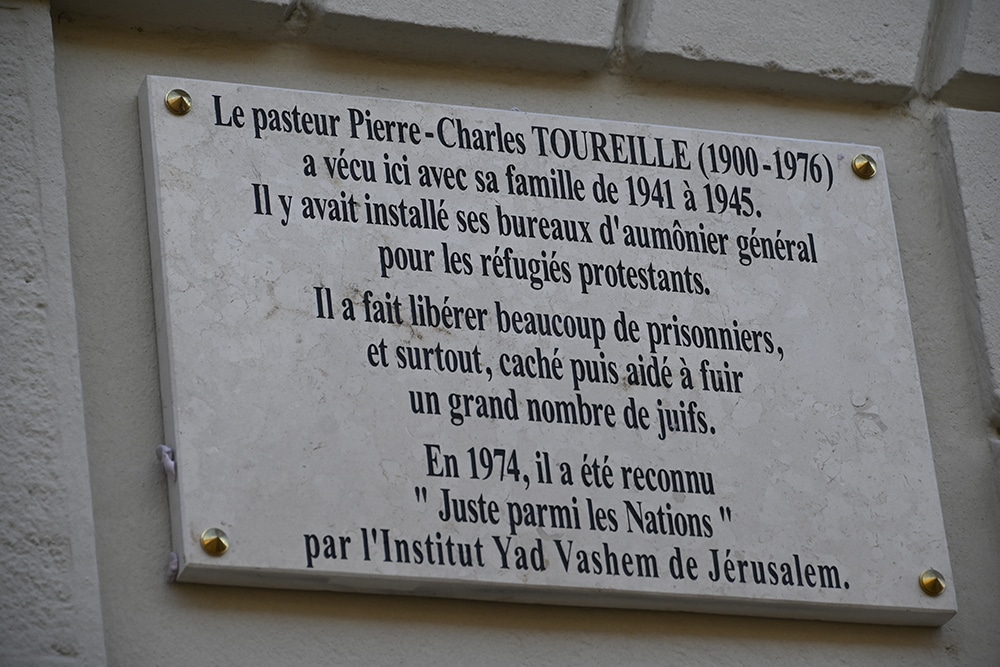 Le pasteur Pierre-Charles TOUREILLE (1900-1976)
a vécu ici avec sa famille de 1941 à 1945.
Il y avait installé ses bureaux d'aumônier général
pour les réfugiés protestants.
Il a fait libérer beaucoup de prisonniers,
et surtout, caché puis aidé à fuir
un grand nombre de juifs.
En 1974, il a été reconnu
" Juste parmi les Nations "
par l'Institut Yad Vashem de Jérusalem.